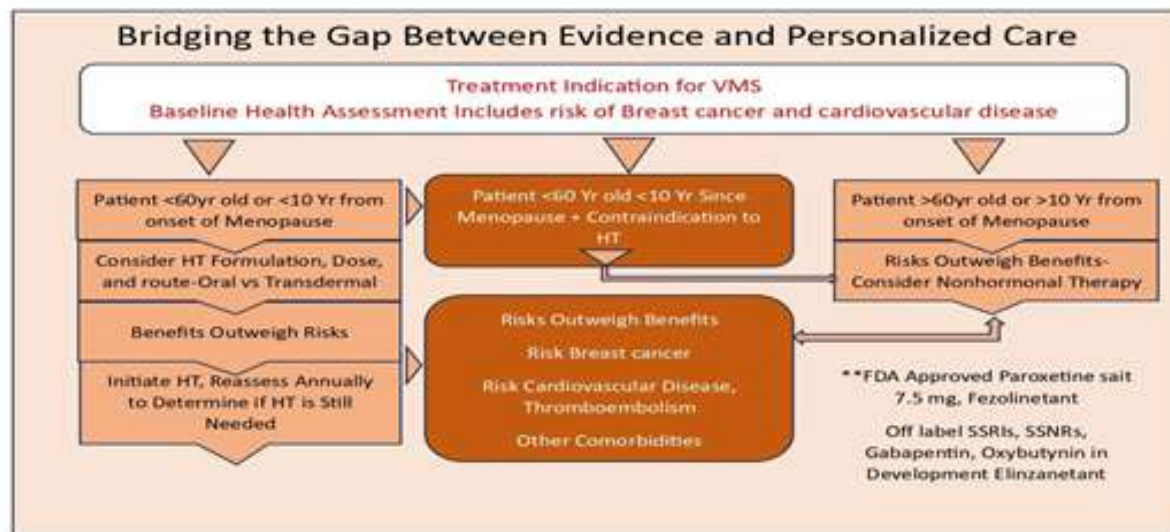 Bridging the Gap Between Evidence and Personalized Care
Treatment Indication for VMS
Baseline Health Assessment Includes risk of Breast cancer and cardiovascular disease
Patient <60yr old or <10 Yr from
onset of Menopause
Consider HT Formulation, Dose,
and route-Oral vs Transdermal
Benefits Outweigh Risks
Initiate HT, Reassess Annually
to Determine if HT is Still
Needed
Patient <60 Yr old <10 Yr Since
Menopause + Contraindication to
HT
Risks Outweigh Benefits
Risk Breast cancer
Risk Cardiovascular Disease,
Thromboembolism
Other Comorbidities
Patient >60yr old or >10 Yr from
onset of Menopause
Risks Outweigh Benefits-
Consider Nonhormonal Therapy
**FDA Approved Paroxetine sait
7.5 mg, Fezolinetant
Off label SSRIs, SSNRs,
Gabapentin, Oxybutynin in
Development Elinzanetant